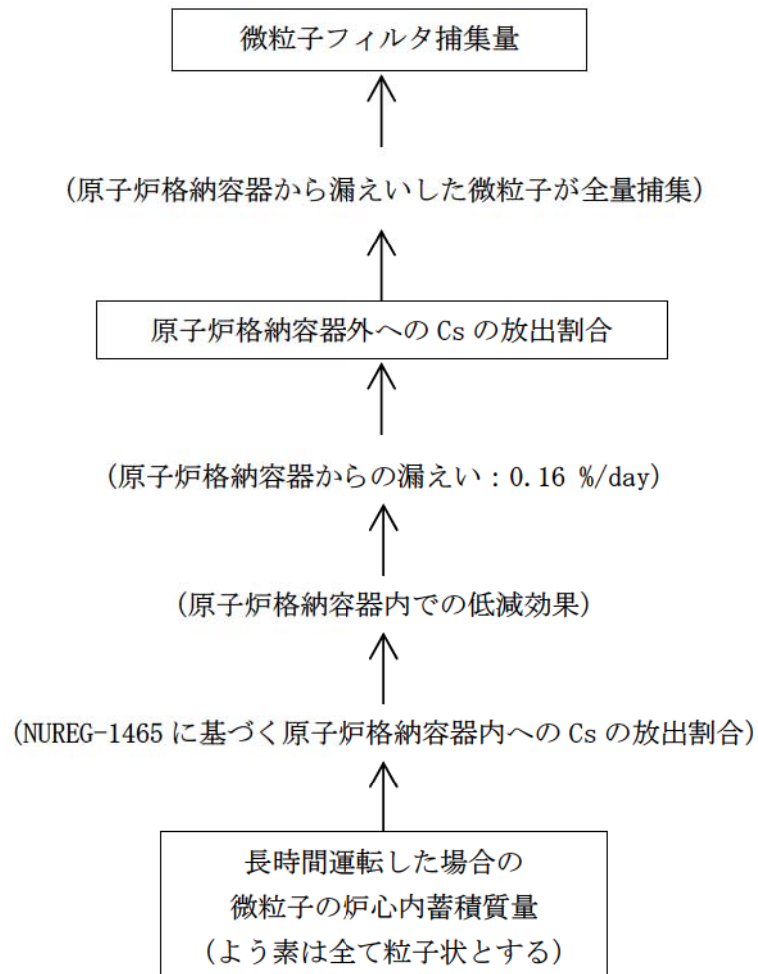 微粒子フィルタ捕集量
(原子炉格納容器から漏えいした微粒子が全量捕集)
原子炉格納容器外への Cs の放出割合
(原子炉格納容器からの漏えい：0.16 %/day)
(原子炉格納容器内での低減効果)
(NUREG-1465 に基づく原子炉格納容器内への Cs の放出割合)
長時間運転した場合の
微粒子の炉心内蓄積質量
(よう素は全て粒子状とする)